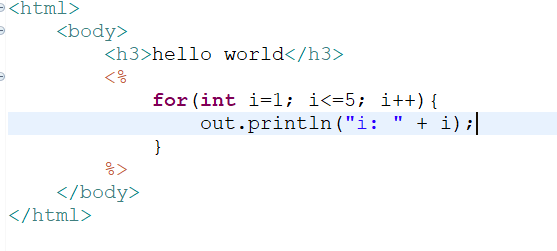 <html>
<body>
<h3>hello world</h3>
<%
for(int i=1; i<=5; i++){
out.println("i: " + i);
}
%>
</body>
</html>